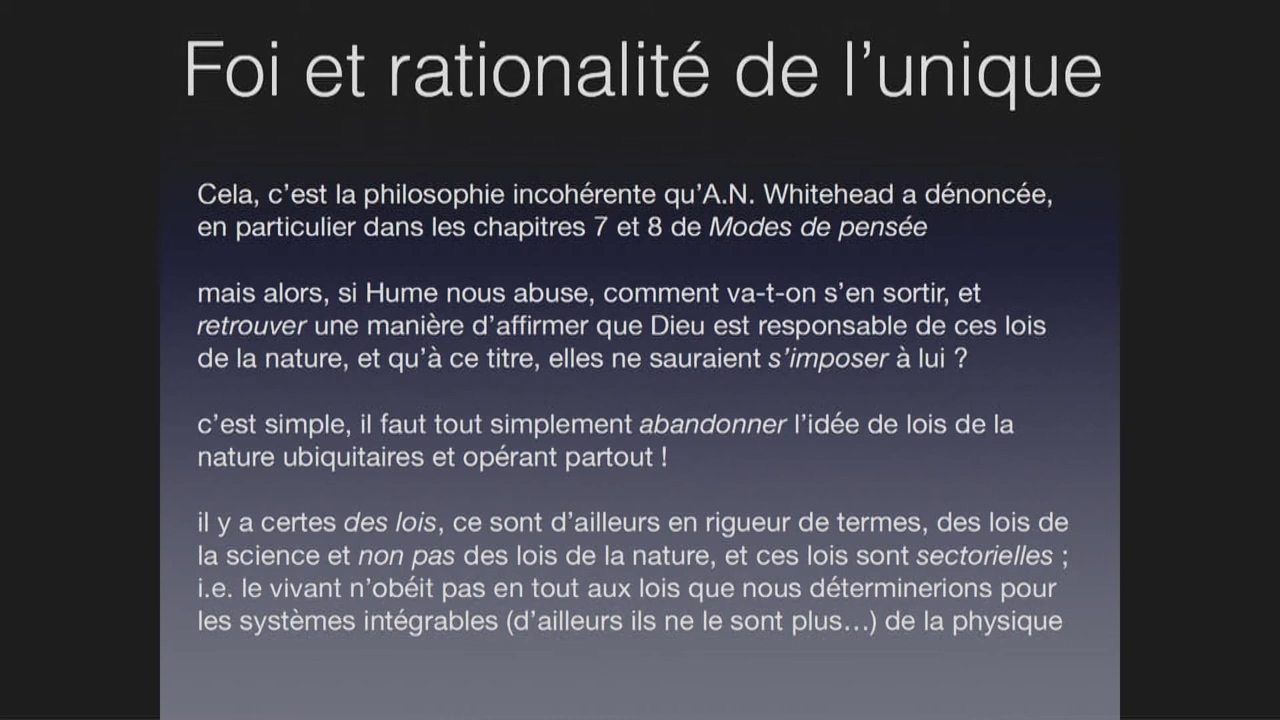 Foi et rationalité de l’unique
Cela, c’est la philosophie incohérente qu’A.N. Whitehead a dénoncée,
en particulier dans les chapitres 7 et 8 de Modes de pensée
mais alors, si Hume nous abuse, comment va-t-on s’en sortir, et
retrouver une manière d’affirmer que Dieu est responsable de ces lois
de la nature, et qu’à ce titre, elles ne sauraient s’imposer à lui ?
c’est simple, il faut tout simplement abandonner l’idée de lois de la
nature ubiquitaires et opérant partout !
il y a certes des lois, ce sont d’ailleurs en rigueur de termes, des lois de
la science et non pas des lois de la nature, et ces lois sont sectorielles ;
i.e. le vivant n’obéit pas en tout aux lois que nous déterminerions pour
les systèmes intégrables (d’ailleurs ils ne le sont plus…) de la physique